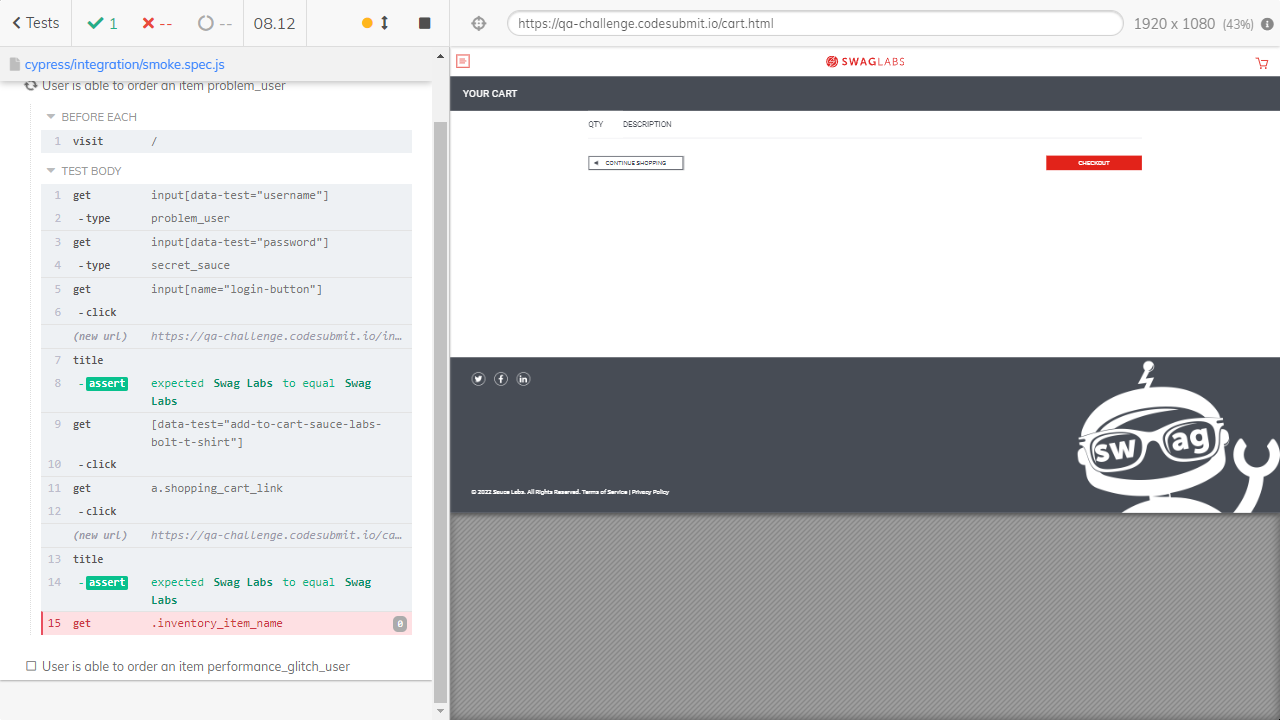 Tests
1
--
--
08.12
https://qa-challenge.codesubmit.io/cart.html
1920 x 1080 (43%)
cypress/integration/smoke.spec.js
User is able to order an item problem_user
BEFORE EACH
1 visit /
TEST BODY
1 get input[data-test="username"]
2 -type problem_user
3 get input[data-test="password"]
4 -type secret_sauce
5 get input[name="login-button"]
6 -click
(new url) https://qa-challenge.codesubmit.io/in…
7 title
8 -assert expected Swag Labs to equal Swag
Labs
9 get [data-test="add-to-cart-sauce-labs-
bolt-t-shirt"]
10 -click
11 get a.shopping_cart_link
12 -click
(new url) https://qa-challenge.codesubmit.io/ca…
13 title
14 -assert expected Swag Labs to equal Swag
Labs
15 get .inventory_item_name 0
User is able to order an item performance_glitch_user
SWAGLABS
YOUR CART
QTY DESCRIPTION
CONTINUE SHOPPING
CHECKOUT
sw ag
© 2022 Sauce Labs. All Rights Reserved. Terms of Service | Privacy Policy